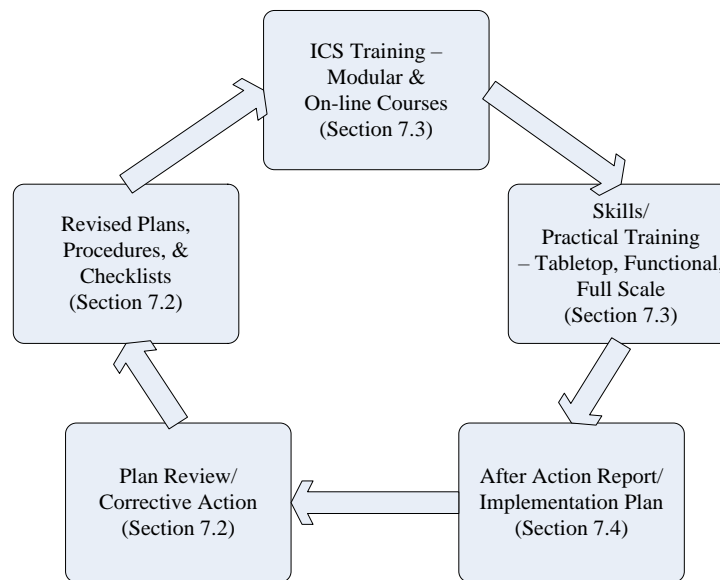 ICS Training –
Modular &
On-line Courses
(Section 7.3)
Skills/
Practical Training
– Tabletop, Functional,
Full Scale
(Section 7.3)
After Action Report/
Implementation Plan
(Section 7.4)
Plan Review/
Corrective Action
(Section 7.2)
Revised Plans,
Procedures, &
Checklists
(Section 7.2)